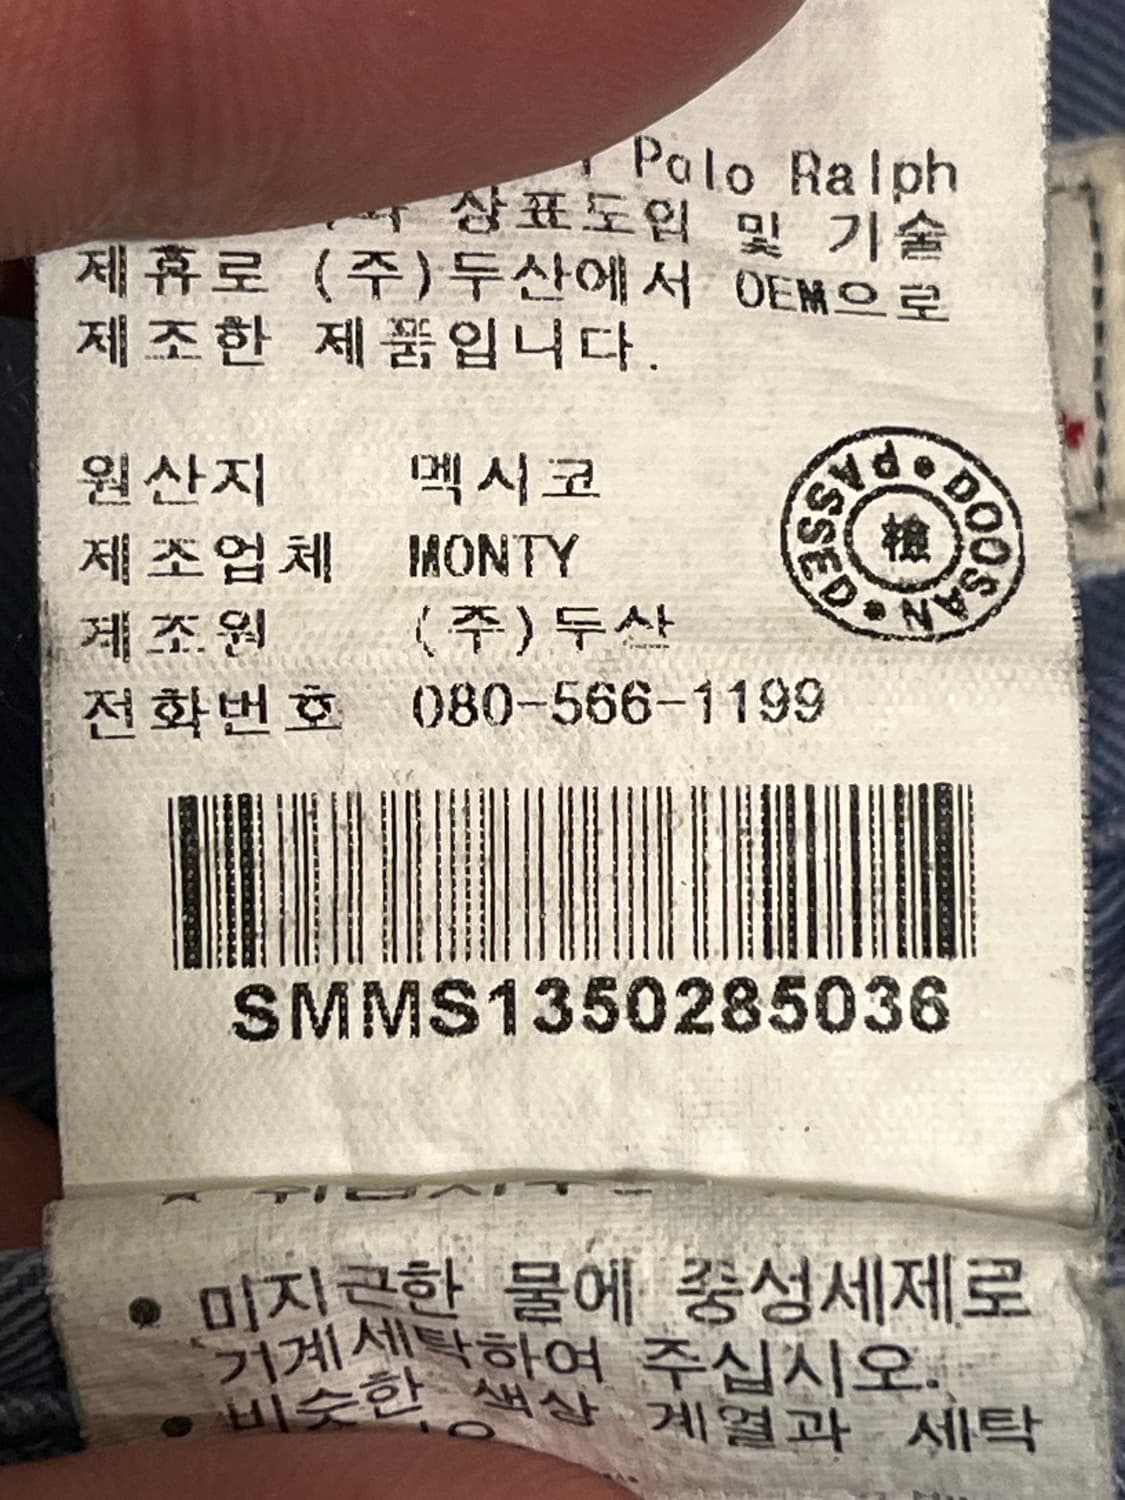 Polo Ralph
상표도입 및 기술
제휴로 (주)두산에서 OEM으로
제조한 제품입니다.
원산지 멕시코
제조업체 MONTY
제조원 (주)두산
전화번호 080-566-1199
PASSED • DOOSAN •
檢
SMMS1350285036
• 미지근한 물에 중성세제로
기계세탁하여 주십시오.
• 비슷한 색상 계열과 세탁